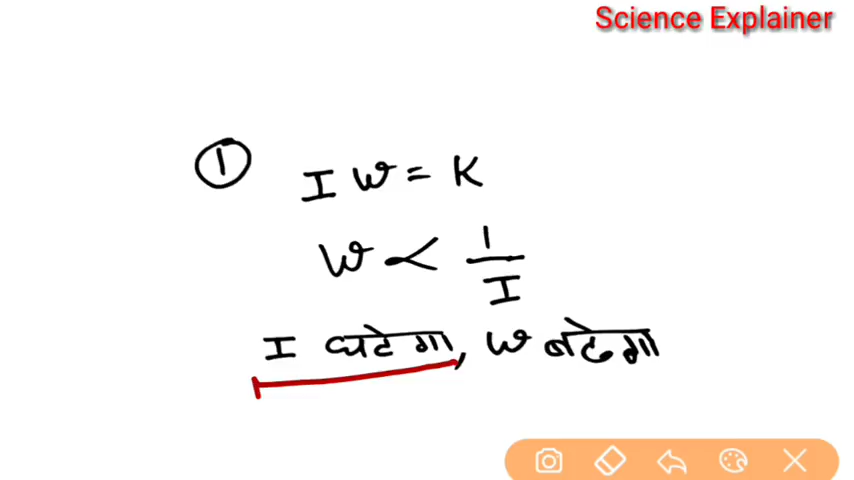 Science Explainer
① I w = K
w ∝ 1/I
I घटेगा, w बढेगा